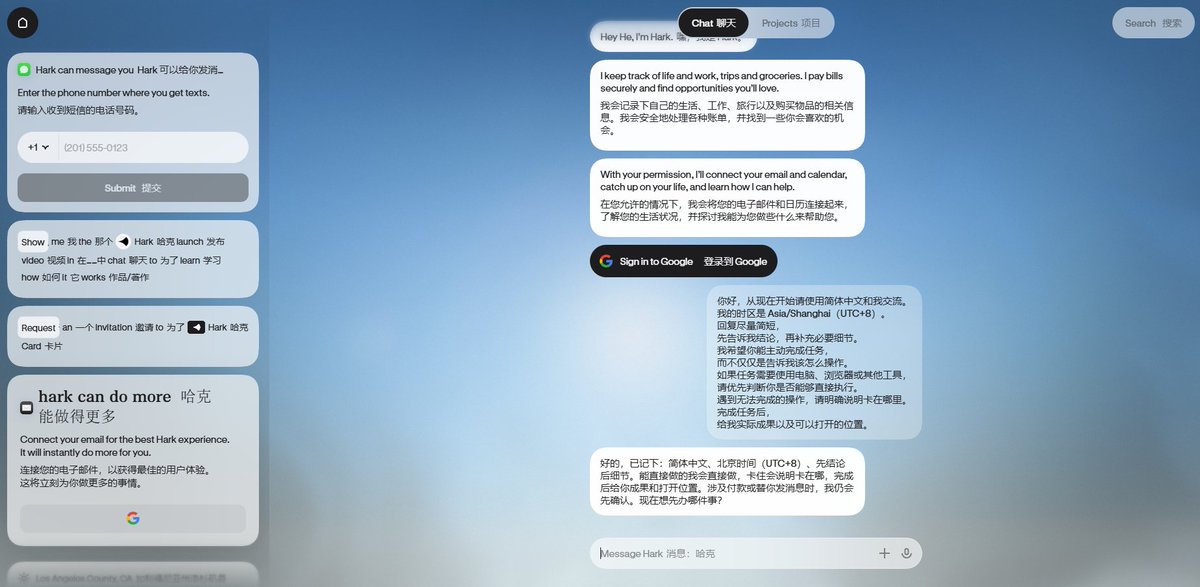 Chat 聊天
Projects 项目
Search 搜索
Hark can message you Hark 可以给你发消...
Enter the phone number where you get texts.
请输入收到短信的电话号码。
+1
(201) 555-0123
Submit 提交
Show me 我 the 那个 Hark 哈克 launch 发布
video 视频 in 在...中 chat 聊天 to 为了 learn 学习
how 如何 it 它 works 作品/著作
Request an 一个 invitation 邀请 to 为了 Hark 哈克
Card 卡片
hark can do more 哈克
能做得更多
Connect your email for the best Hark experience.
It will instantly do more for you.
连接您的电子邮件，以获得最佳的用户体验。
这将立刻为你做更多的事情。
Los Angeles County, CA
Hey He, I'm Hark. 嘿，我是 Hark。
I keep track of life and work, trips and groceries. I pay bills
securely and find opportunities you'll love.
我会记录下自己的生活、工作、旅行以及购买物品的相关信
息。我会安全地处理各种账单，并找到一些你会喜欢的机
会。
With your permission, I'll connect your email and calendar,
catch up on your life, and learn how I can help.
在您允许的情况下，我会将您的电子邮件和日历连接起来，
了解您的生活状况，并探讨我能为您做些什么来帮助您。
Sign in to Google 登录到 Google
你好，从现在开始请使用简体中文和我交流。
我的时区是 Asia/Shanghai（UTC+8）。
回复尽量简短，
先告诉我结论，再补充必要细节。
我希望你能主动完成任务，
而不仅仅是告诉我该怎么操作。
如果任务需要使用电脑、浏览器或其他工具，
请优先判断你是否能够直接执行。
遇到无法完成的操作，请明确说明卡在哪里。
完成任务后，
给我实际成果以及可以打开的位置。
好的，已记下：简体中文、北京时间（UTC+8）、先结论
后细节。能直接做的我会直接做，卡住会说明卡在哪，完成
后给你成果和打开位置。涉及付款或替你发消息时，我仍会
先确认。现在想先办哪件事？
Message Hark 消息：哈克